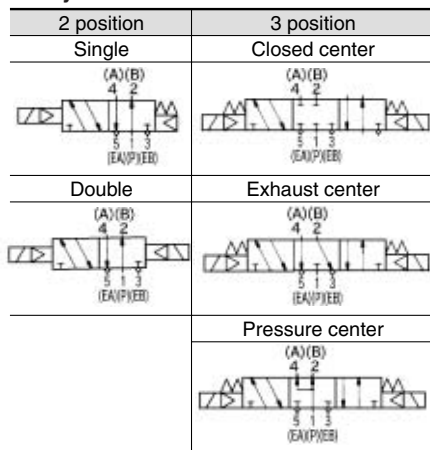 2 position 3 position
Single Closed center
(A)(B) (A)(B)
4 2 4 2
5 1 3 5 1 3
(EA)(P)(EB) (EA)(P)(EB)
Double Exhaust center
(A)(B) (A)(B)
4 2 4 2
5 1 3 5 1 3
(EA)(P)(EB) (EA)(P)(EB)
Pressure center
(A)(B)
4 2
5 1 3
(EA)(P)(EB)